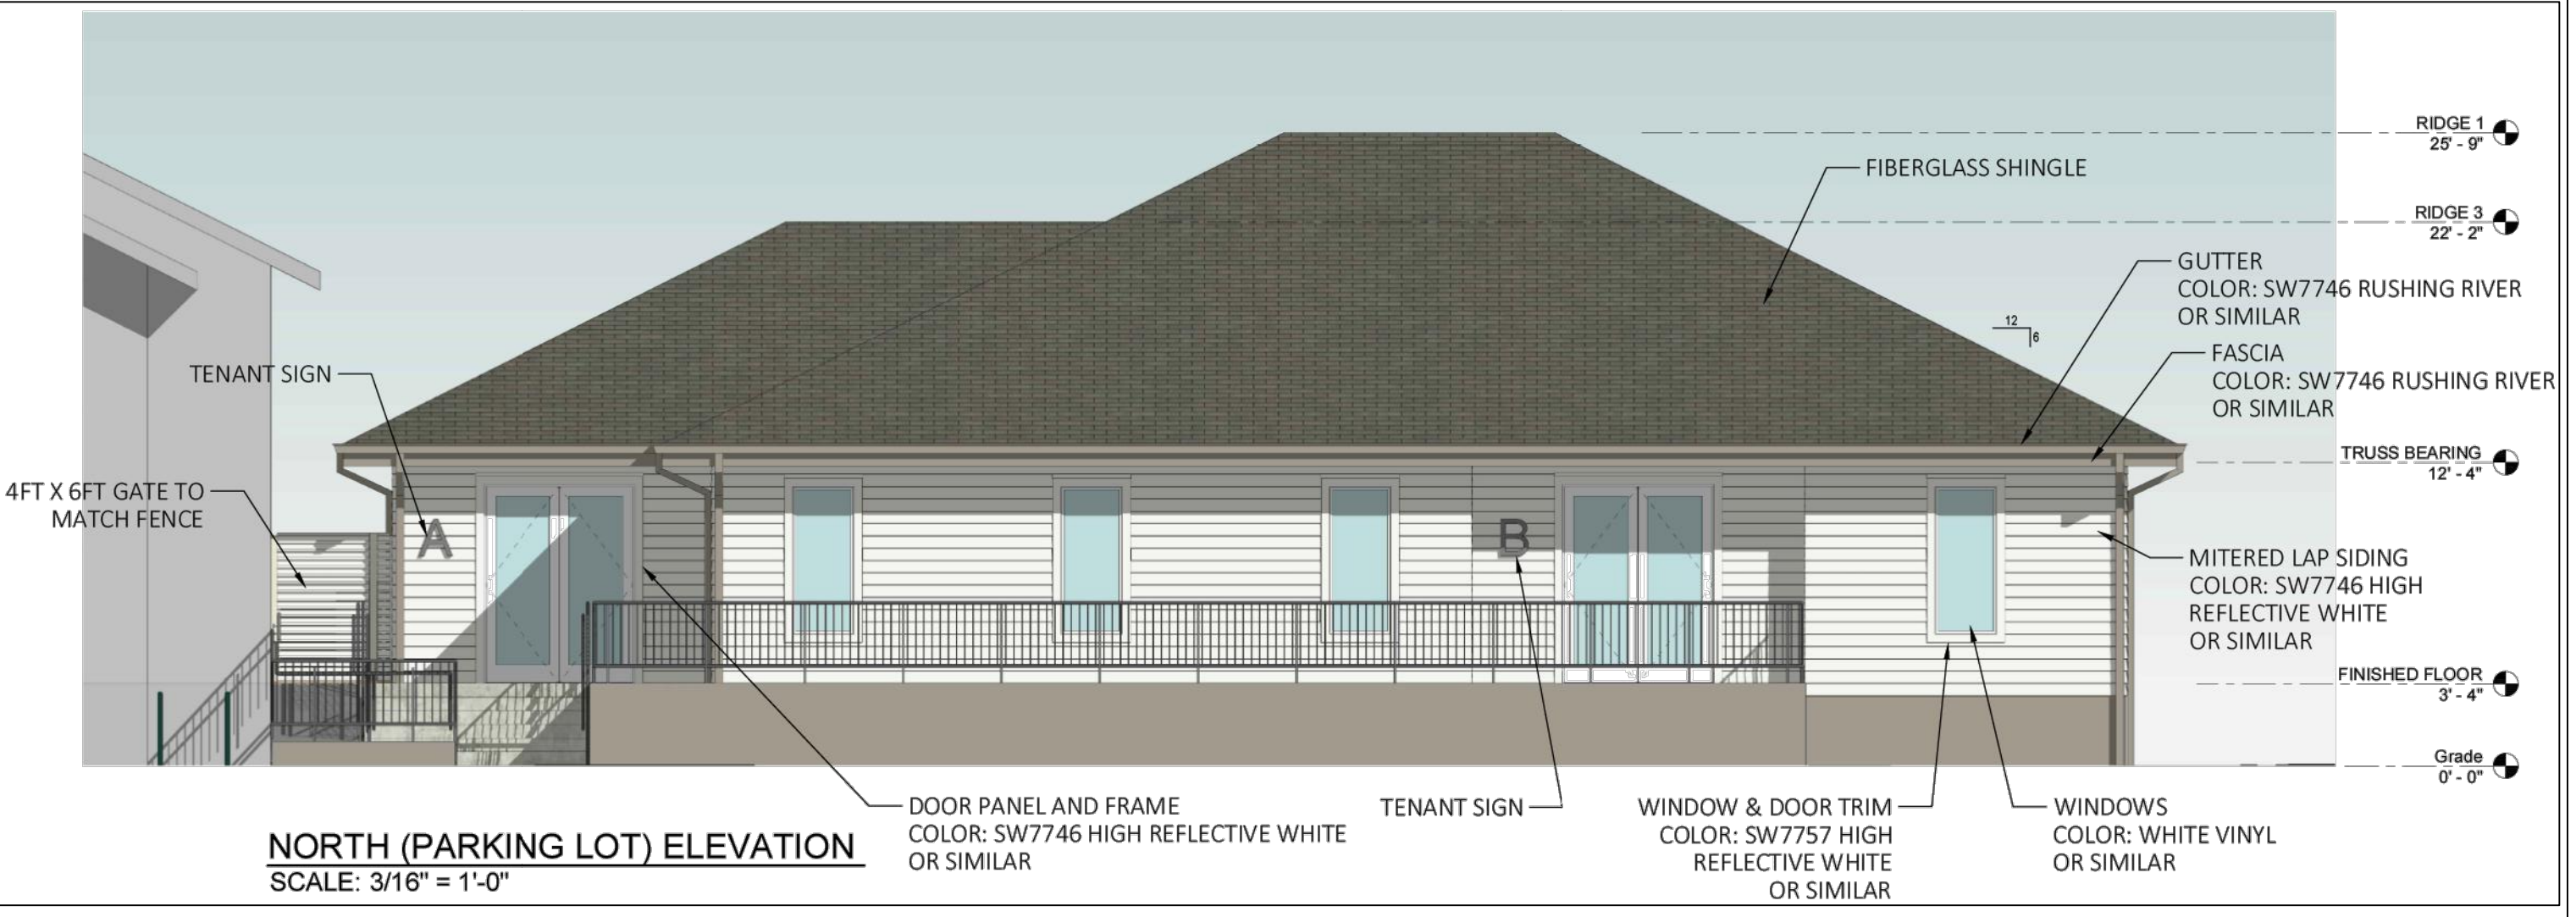 RIDGE 1
25' - 9"
FIBERGLASS SHINGLE
RIDGE 3
22' - 2"
GUTTER
COLOR: SW7746 RUSHING RIVER
OR SIMILAR
12
6
FASCIA
COLOR: SW7746 RUSHING RIVER
OR SIMILAR
TENANT SIGN
TRUSS BEARING
12' - 4"
4FT X 6FT GATE TO
MATCH FENCE
A
B
MITERED LAP SIDING
COLOR: SW7746 HIGH
REFLECTIVE WHITE
OR SIMILAR
FINISHED FLOOR
3' - 4"
Grade
0' - 0"
DOOR PANEL AND FRAME
COLOR: SW7746 HIGH REFLECTIVE WHITE
OR SIMILAR
TENANT SIGN
WINDOW & DOOR TRIM
COLOR: SW7757 HIGH
REFLECTIVE WHITE
OR SIMILAR
WINDOWS
COLOR: WHITE VINYL
OR SIMILAR
NORTH (PARKING LOT) ELEVATION
SCALE: 3/16" = 1'-0"